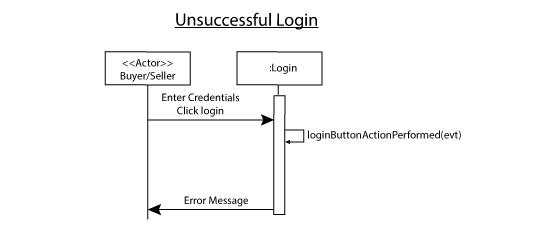 Unsuccessful Login
<<Actor>>
Buyer/Seller
:Login
Enter Credentials
Click login
loginButtonActionPerformed(evt)
Error Message